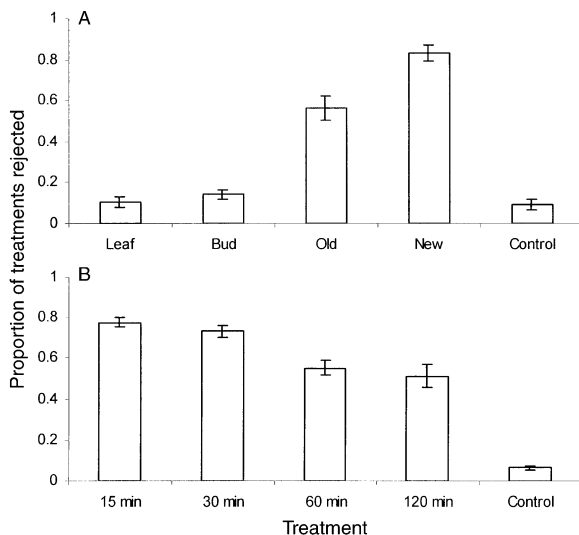 A
1
0.8
0.6
0.4
0.2
0
Leaf Bud Old New Control
B
1
0.8
0.6
0.4
0.2
0
15 min 30 min 60 min 120 min Control
Proportion of treatments rejected
Treatment